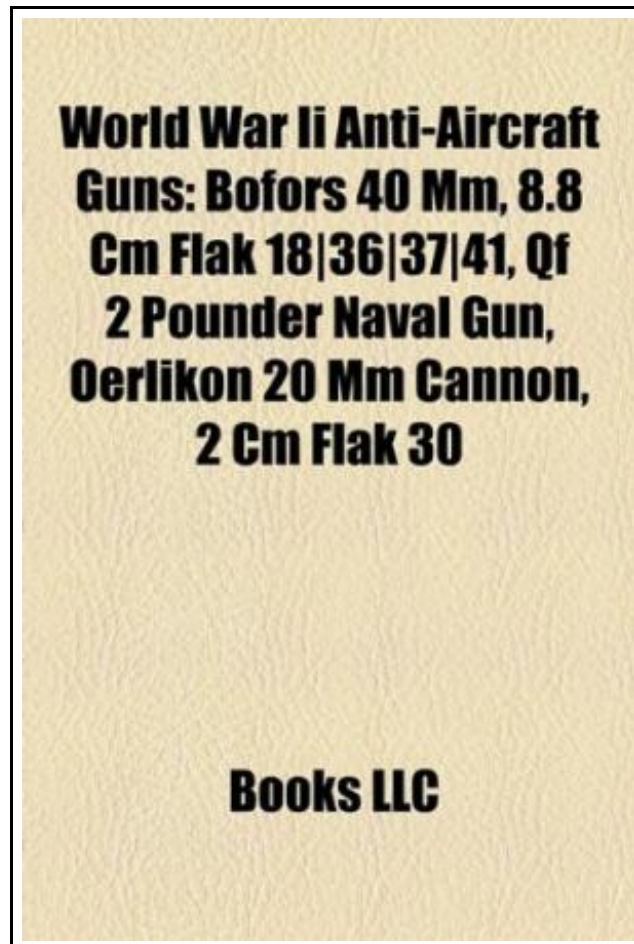 World War Ii Anti-Aircraft
Guns: Bofors 40 Mm, 8.8
Cm Flak 18|36|37|41, Qf
2 Pounder Naval Gun,
Oerlikon 20 Mm Cannon,
2 Cm Flak 30
Books LLC